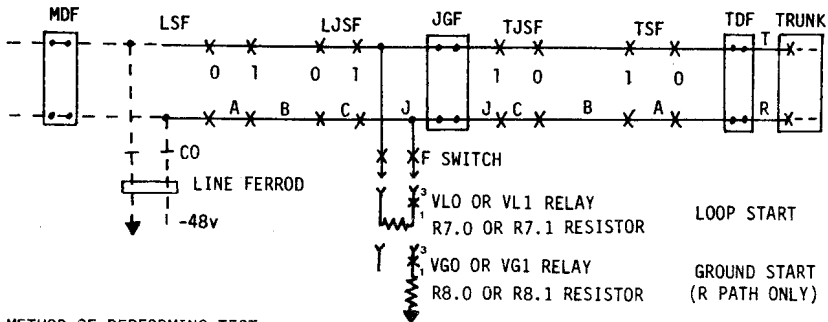 MDF LSF LJSF JGF TJSF TSF TDF TRUNK
T
0 1 0 1 1 0 1 0
A B C J J C B A R
CO F SWITCH
LINE FERROD
-48v
3
1
VLO OR VL1 RELAY
R7.0 OR R7.1 RESISTOR LOOP START
3
1
VGO OR VG1 RELAY GROUND START
R8.0 OR R8.1 RESISTOR (R PATH ONLY)